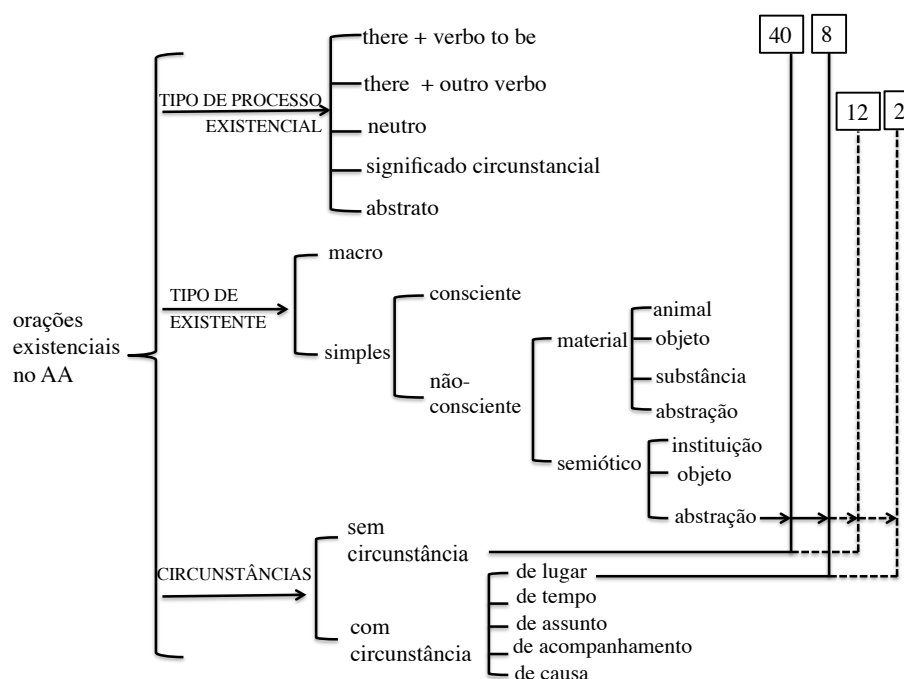 40
8
12
2
there + verbo to be
there + outro verbo
neutro
significado circunstancial
abstrato
TIPO DE PROCESSO
EXISTENCIAL
macro
simples
TIPO DE
EXISTENTE
consciente
não-
consciente
material
animal
objeto
substância
abstração
semiótico
instituição
objeto
abstração
orações
existenciais
no AA
CIRCUNSTÂNCIAS
sem
circunstância
com
circunstância
de lugar
de tempo
de assunto
de acompanhamento
de causa